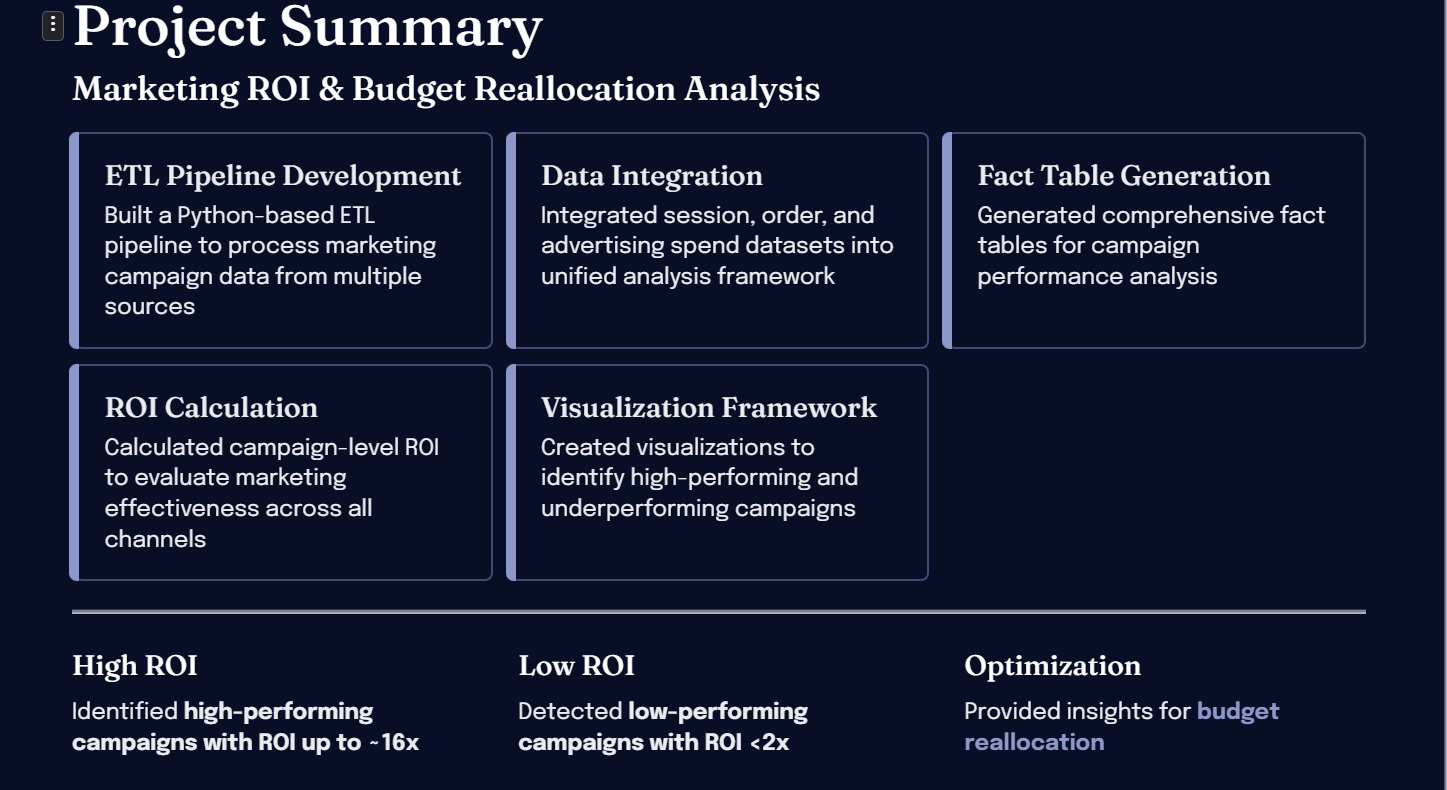 Project Summary
Marketing ROI & Budget Reallocation Analysis
ETL Pipeline Development
Built a Python-based ETL
pipeline to process marketing
campaign data from multiple
sources
Data Integration
Integrated session, order, and
advertising spend datasets into
unified analysis framework
Fact Table Generation
Generated comprehensive fact
tables for campaign
performance analysis
ROI Calculation
Calculated campaign-level ROI
to evaluate marketing
effectiveness across all
channels
Visualization Framework
Created visualizations to
identify high-performing and
underperforming campaigns
High ROI
Identified high-performing
campaigns with ROI up to ~16x
Low ROI
Detected low-performing
campaigns with ROI <2x
Optimization
Provided insights for budget
reallocation